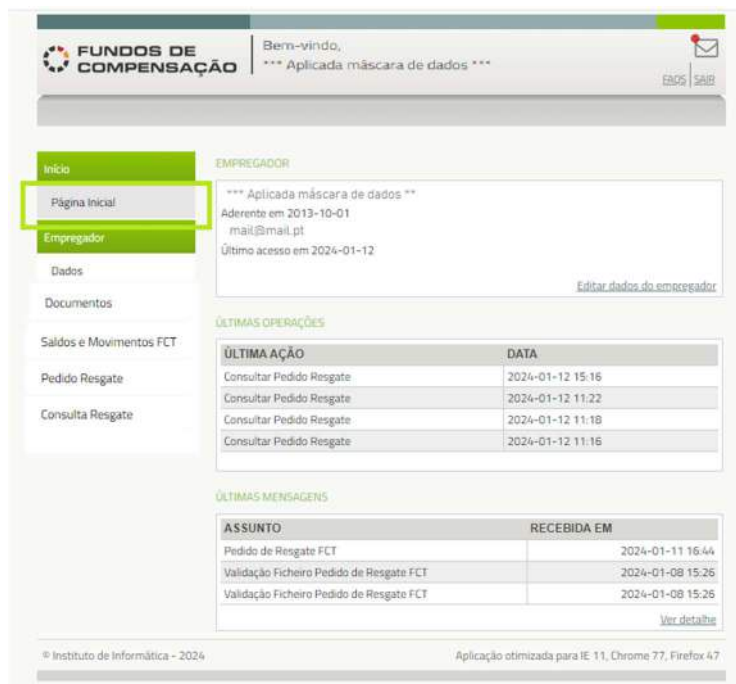 FUNDOS DE
COMPENSAÇÃO
Bem-vindo,
*** Aplicada máscara de dados ***
FAQS | SAIR
Início
Página Inicial
Empregador
Dados
Documentos
Saldos e Movimentos FCT
Pedido Resgate
Consulta Resgate
EMPREGADOR
*** Aplicada máscara de dados **
Aderente em 2013-10-01
mail@mail.pt
Último acesso em 2024-01-12
Editar dados do empregador
ÚLTIMAS OPERAÇÕES
ÚLTIMA AÇÃO DATA
Consultar Pedido Resgate 2024-01-12 15:16
Consultar Pedido Resgate 2024-01-12 11:22
Consultar Pedido Resgate 2024-01-12 11:18
Consultar Pedido Resgate 2024-01-12 11:16
ÚLTIMAS MENSAGENS
ASSUNTO RECEBIDA EM
Pedido de Resgate FCT 2024-01-11 16:44
Validação Ficheiro Pedido de Resgate FCT 2024-01-08 15:26
Validação Ficheiro Pedido de Resgate FCT 2024-01-08 15:26
Ver detalhe
© Instituto de Informática - 2024 Aplicação otimizada para IE 11, Chrome 77, Firefox 47